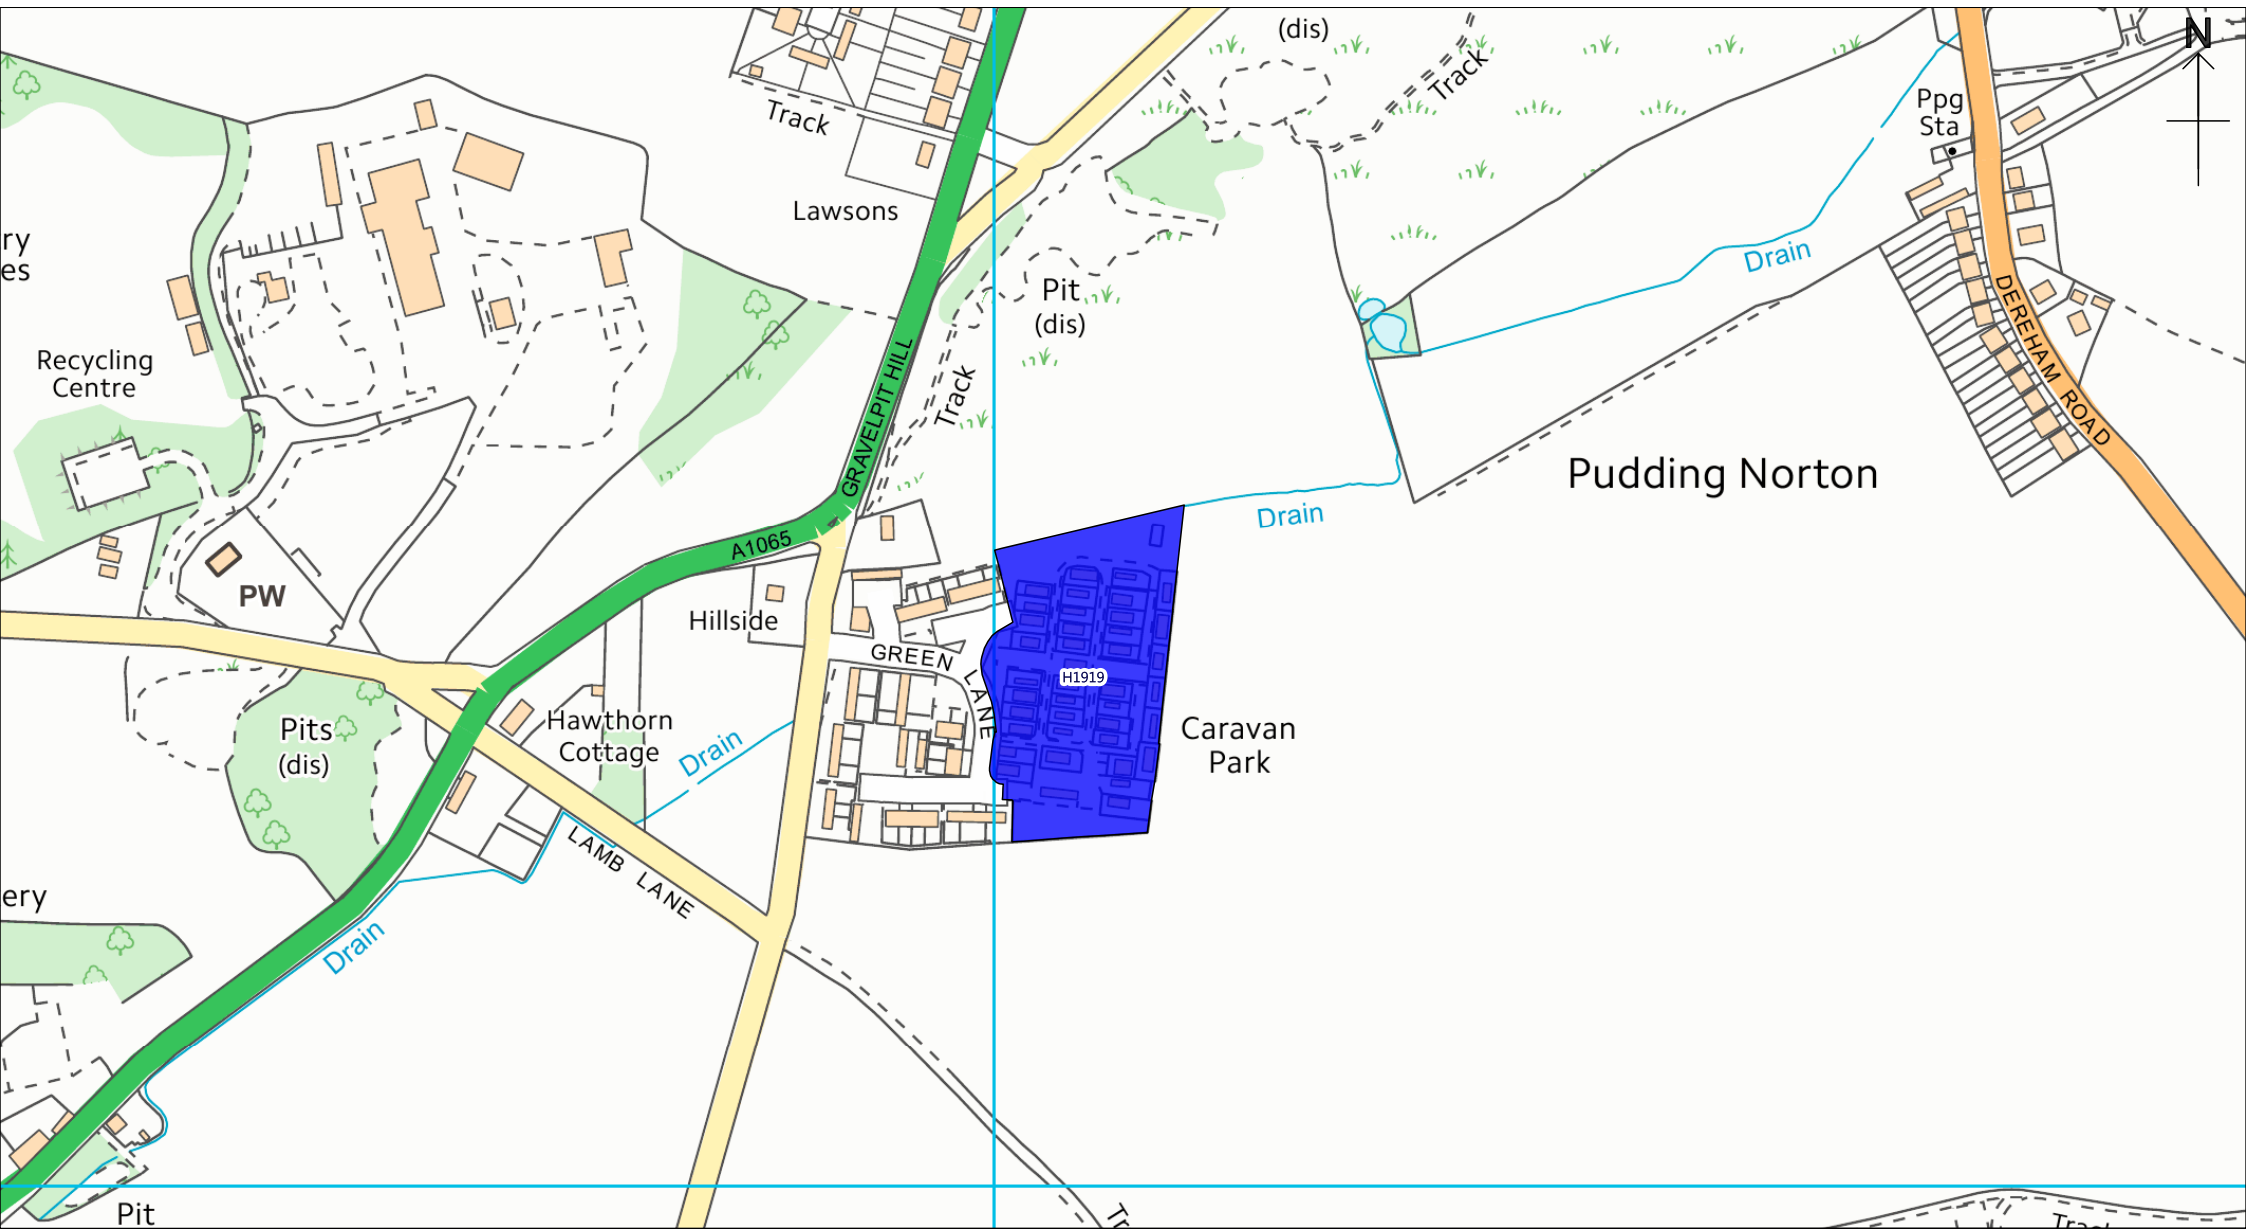 (dis)
N
Track
Track
Ppg
Sta
Lawsons
ry
es
Drain
Pit
(dis)
DEREHAM ROAD
Recycling
Centre
GRAVELPIT HILL
Track
Pudding Norton
Drain
A1065
PW
Hillside
GREEN
LANE
H1919
Pits
(dis)
Hawthorn
Cottage
Drain
Caravan
Park
LAMB LANE
ery
Drain
Pit
Tr
Track